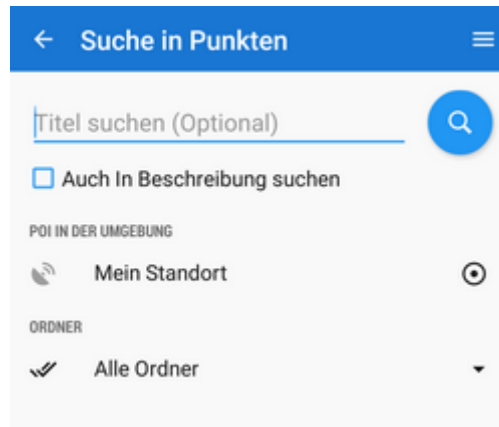 Suche in Punkten
Titel suchen (Optional)
Auch In Beschreibung suchen
POI IN DER UMGEBUNG
Mein Standort
ORDNER
Alle Ordner